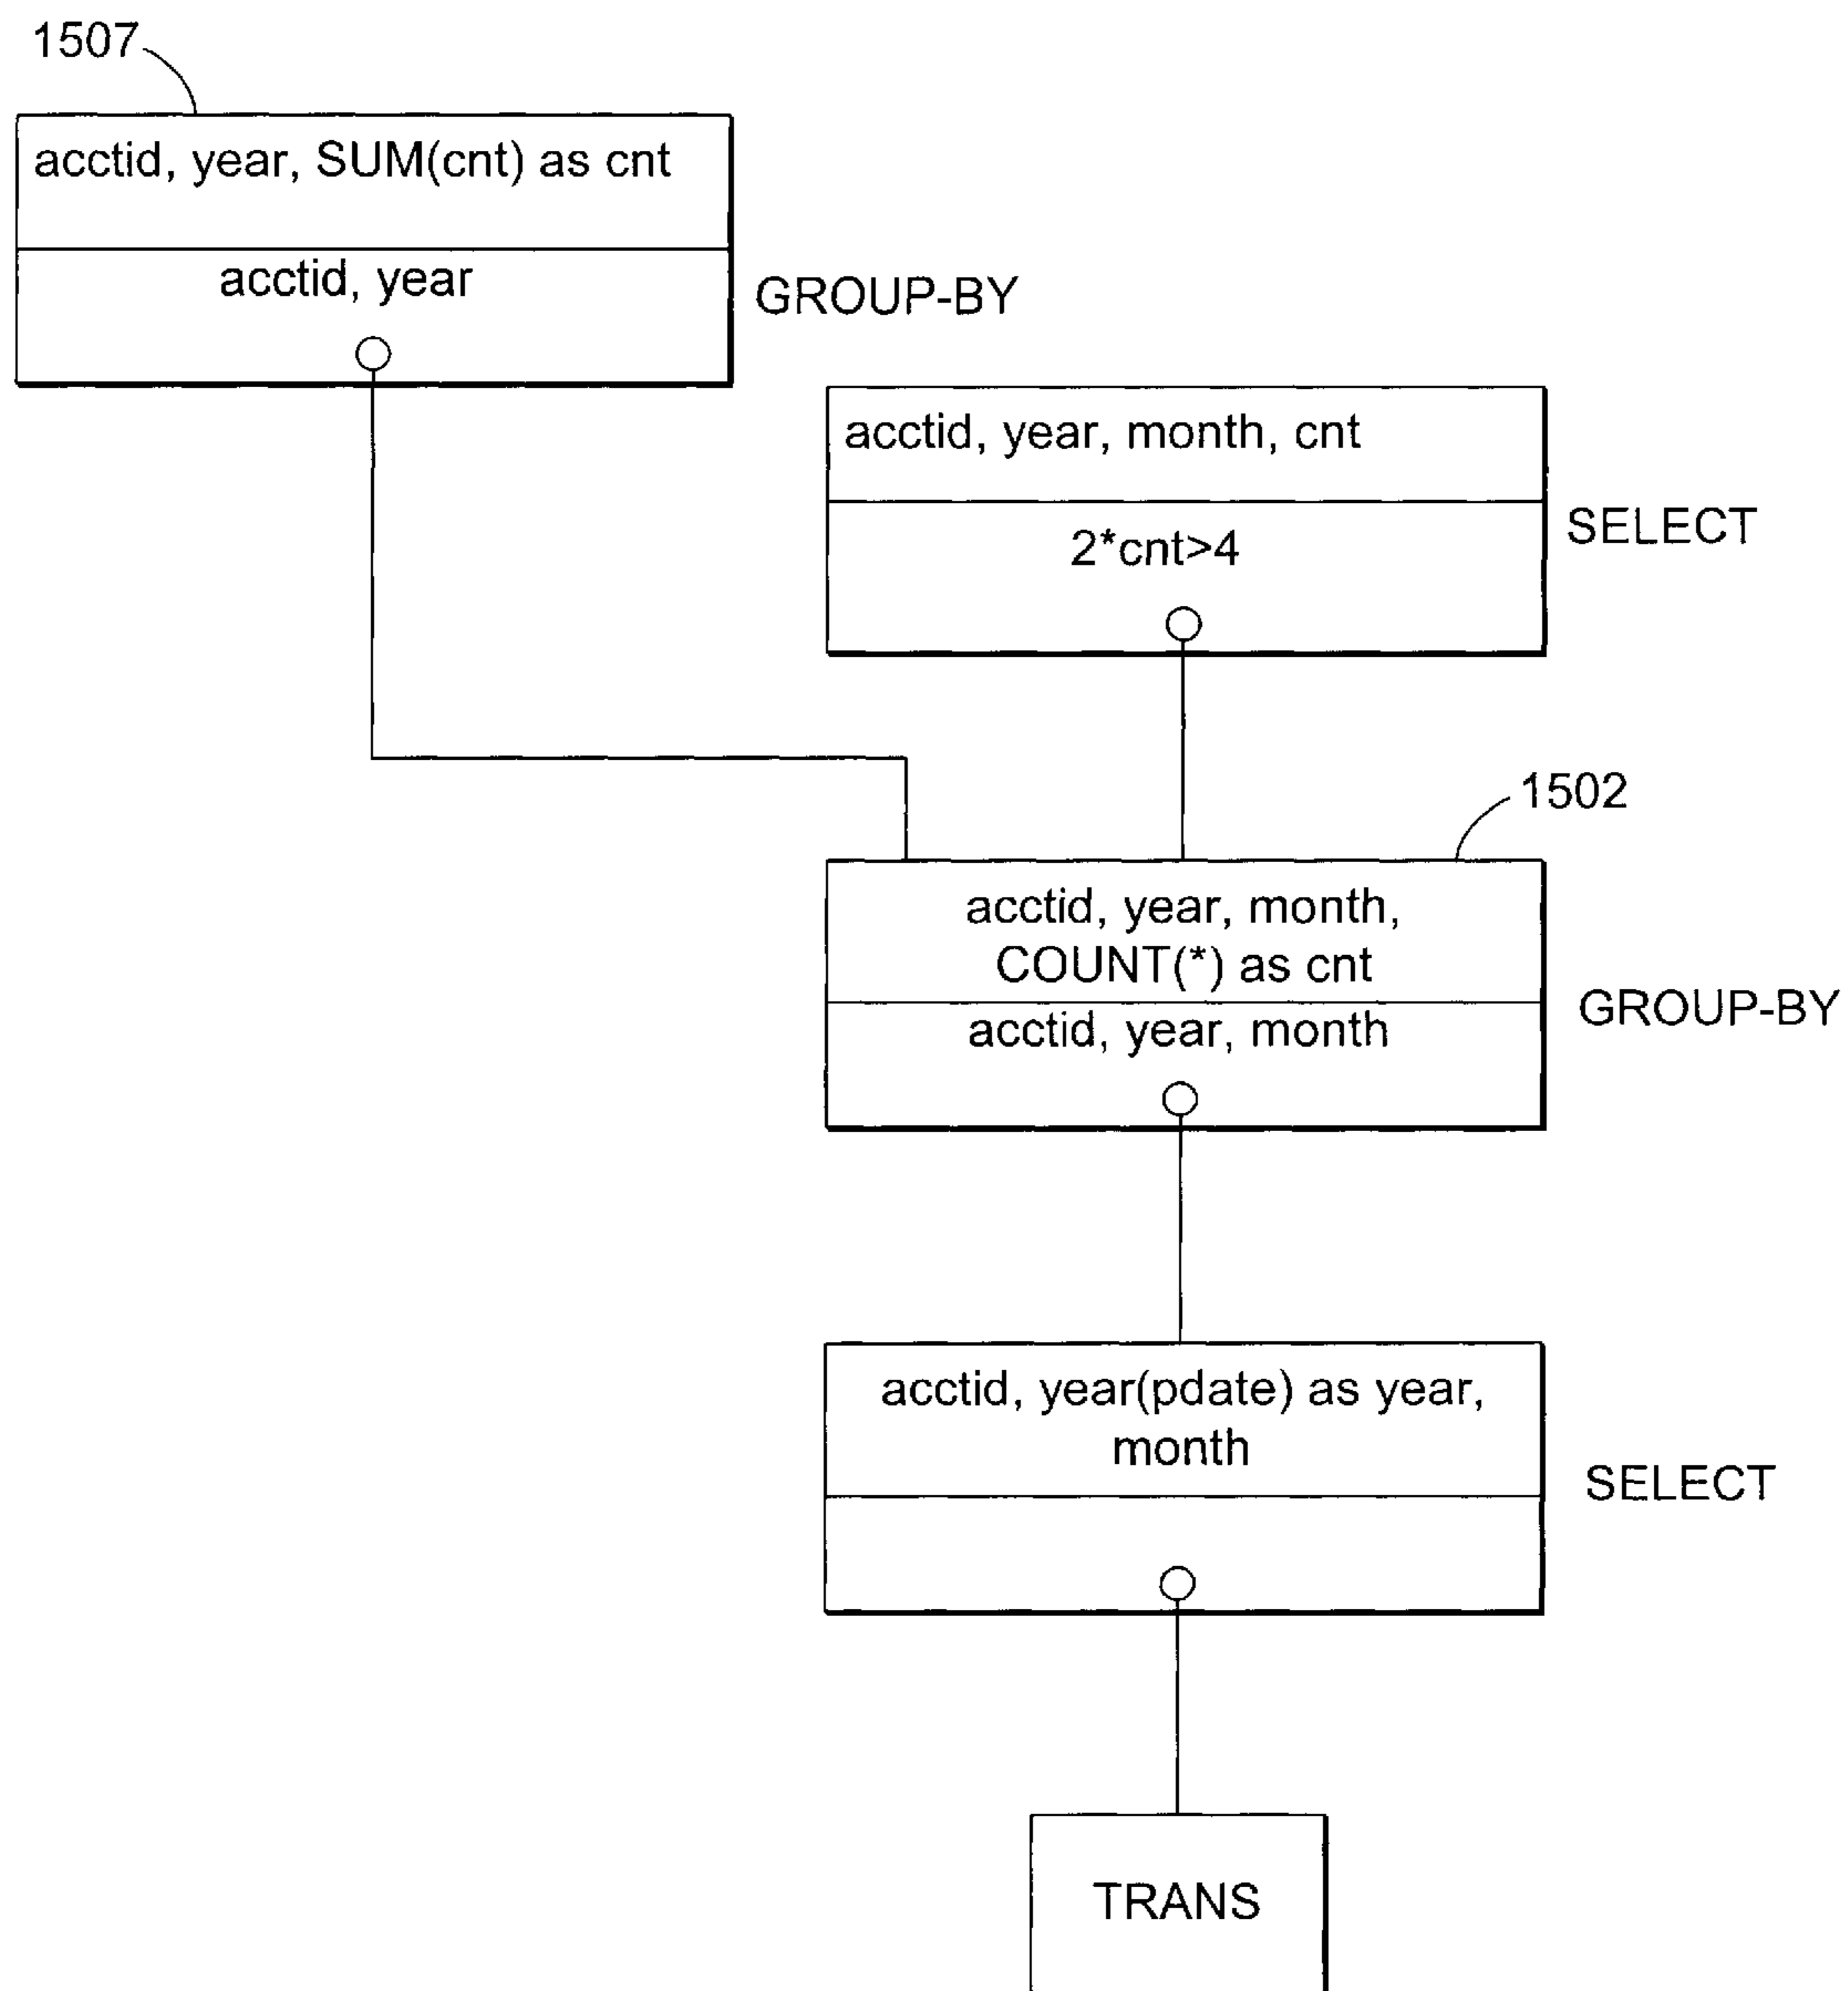 1507
acctid, year, SUM(cnt) as cnt
acctid, year
GROUP-BY
acctid, year, month, cnt
2*cnt>4
SELECT
1502
acctid, year, month,
COUNT(*) as cnt
acctid, year, month
GROUP-BY
acctid, year(pdate) as year,
month
SELECT
TRANS